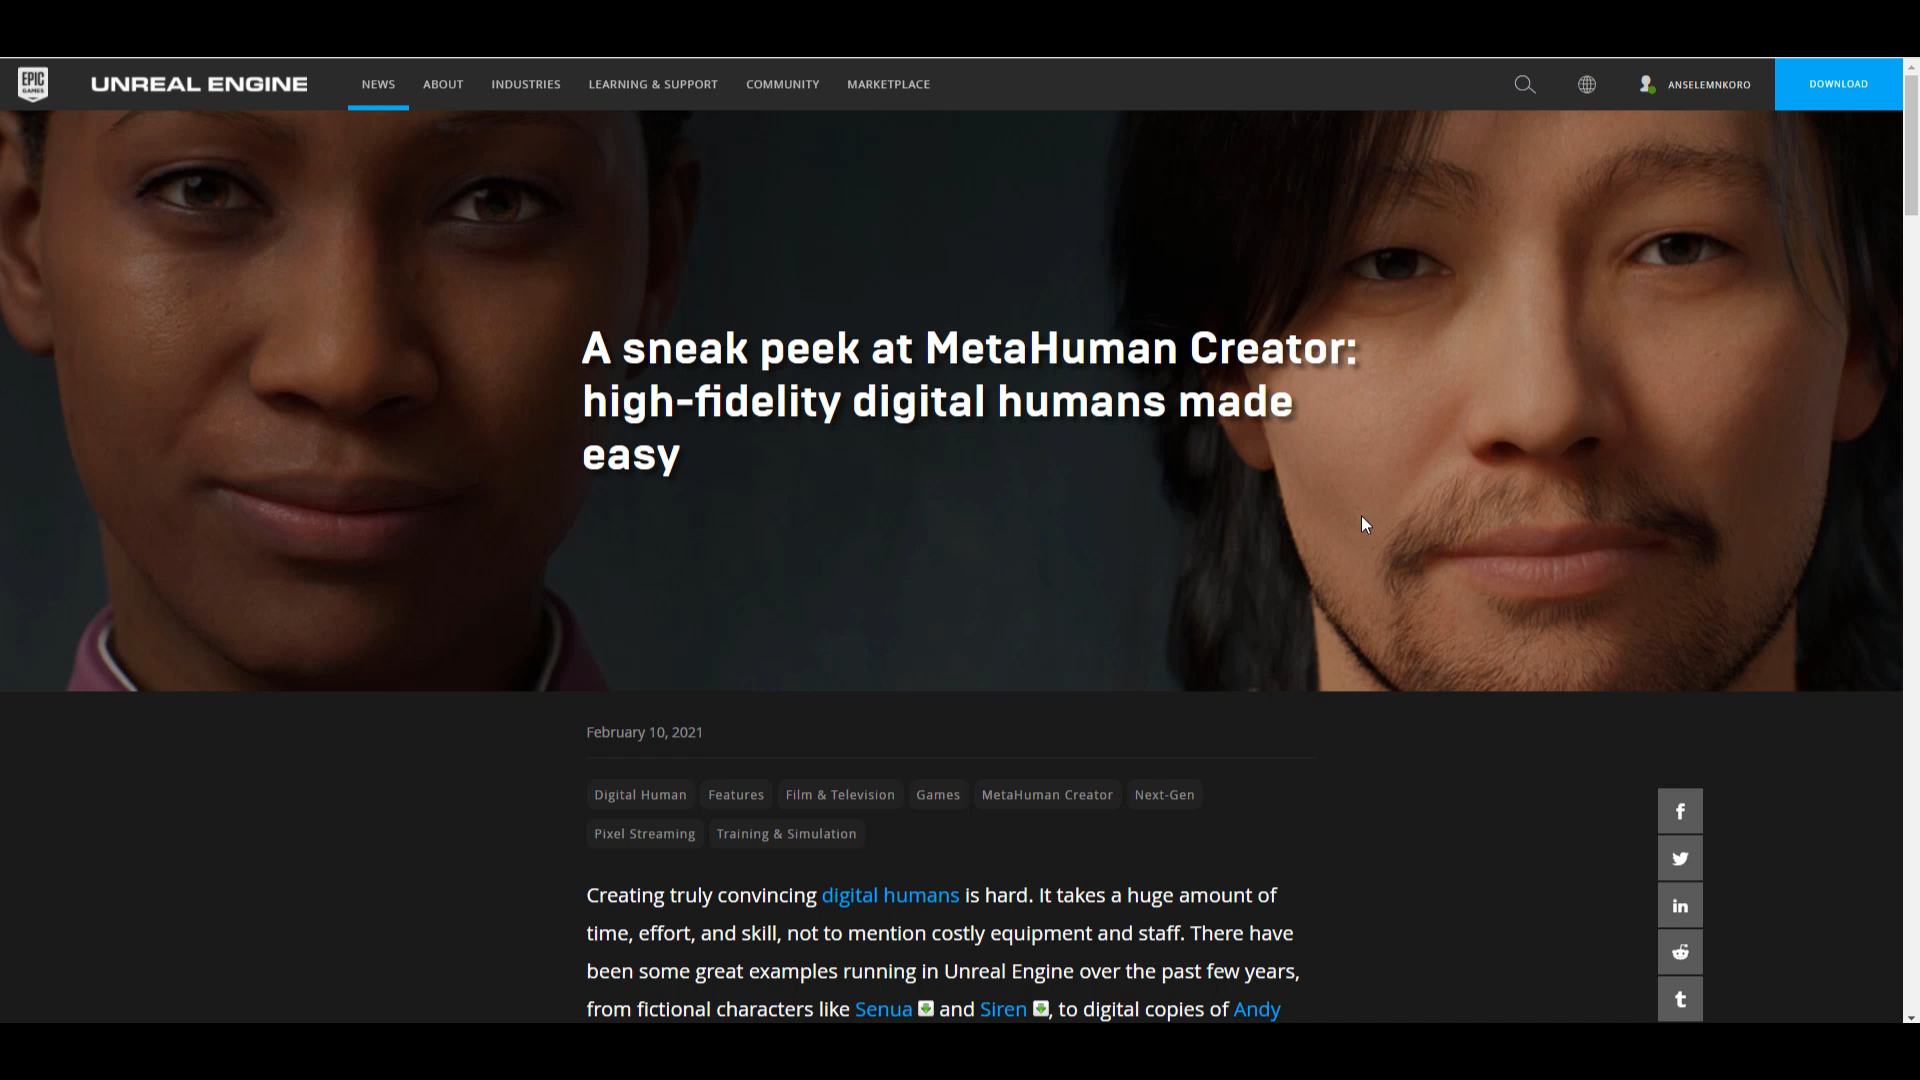 EPIC GAMES
UNREAL ENGINE
NEWS ABOUT INDUSTRIES LEARNING & SUPPORT COMMUNITY MARKETPLACE
ANSELEMNKORO
DOWNLOAD
A sneak peek at MetaHuman Creator:
high-fidelity digital humans made
easy
February 10, 2021
Digital Human Features Film & Television Games MetaHuman Creator Next-Gen
Pixel Streaming Training & Simulation
Creating truly convincing digital humans is hard. It takes a huge amount of
time, effort, and skill, not to mention costly equipment and staff. There have
been some great examples running in Unreal Engine over the past few years,
from fictional characters like Senua and Siren, to digital copies of Andy